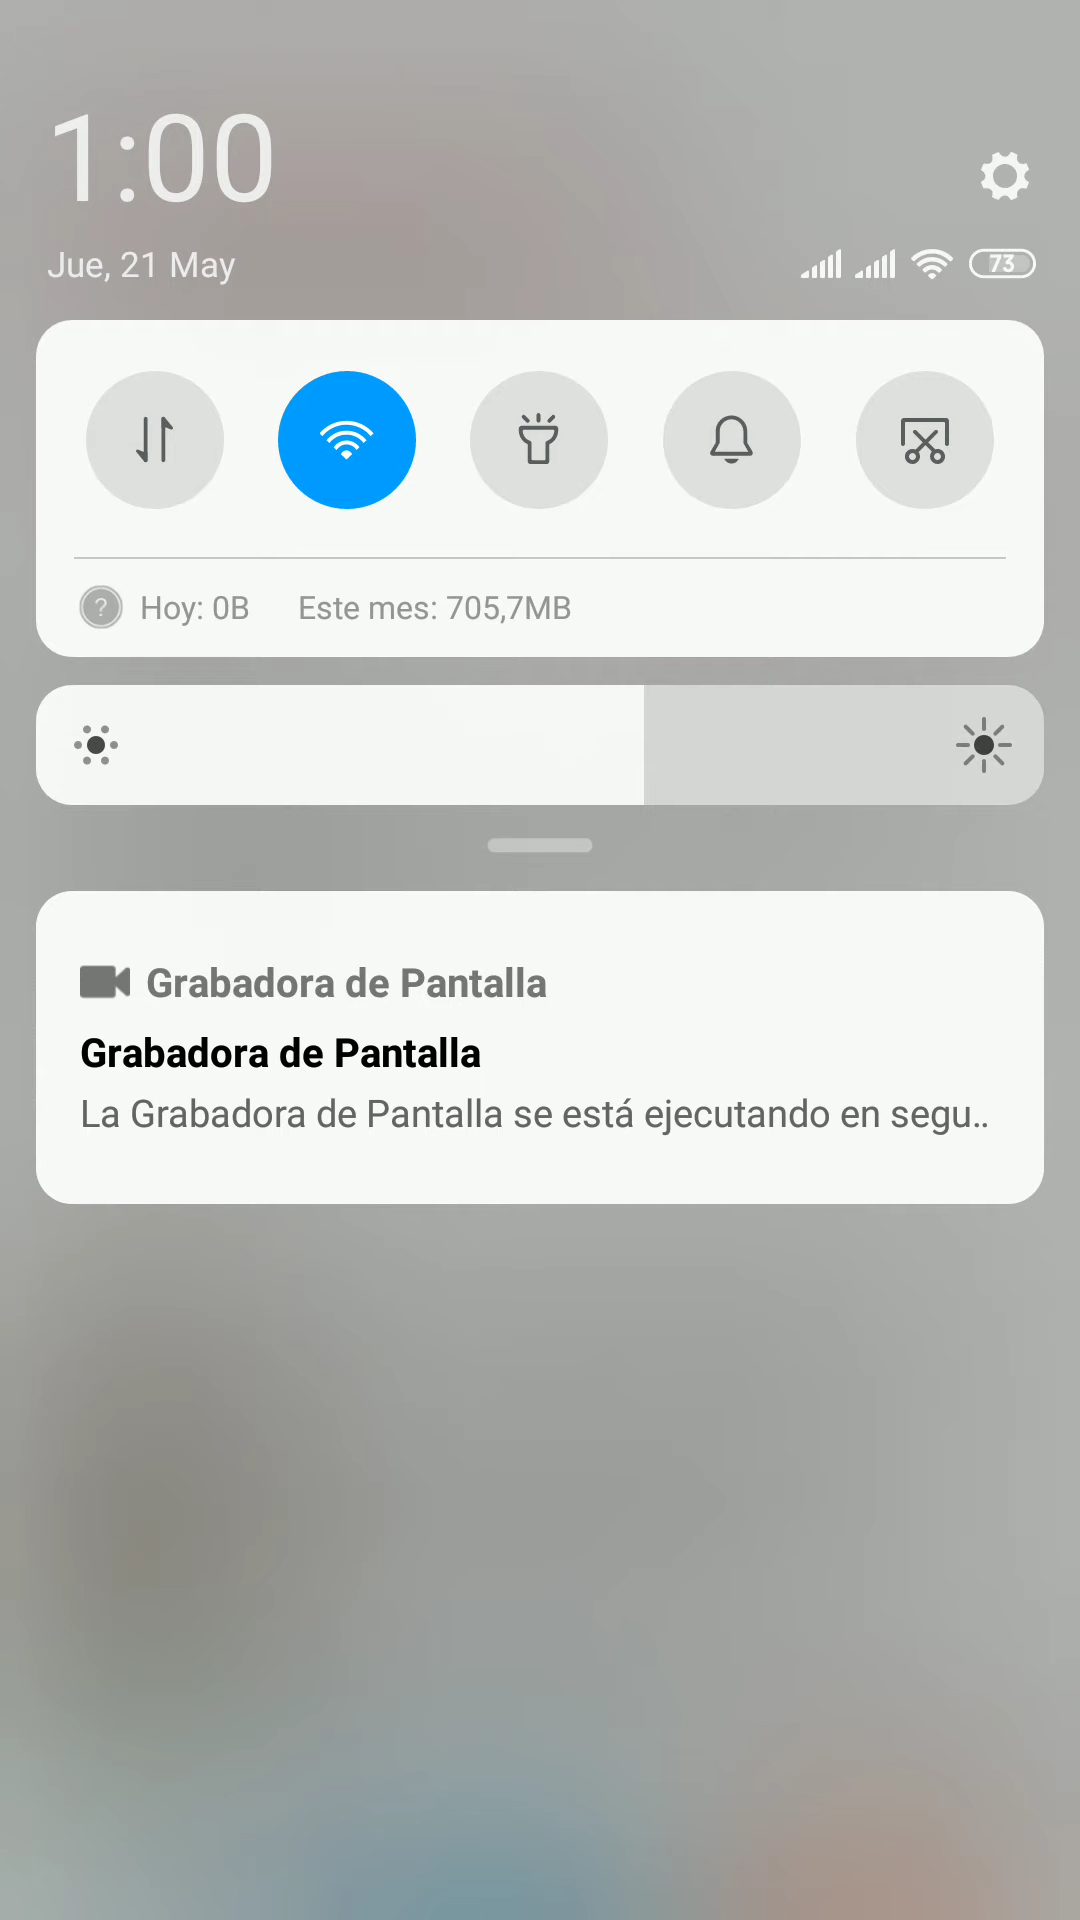 1:00
Jue, 21 May
73
? Hoy: 0B Este mes: 705,7MB
Grabadora de Pantalla
Grabadora de Pantalla
La Grabadora de Pantalla se está ejecutando en segu..